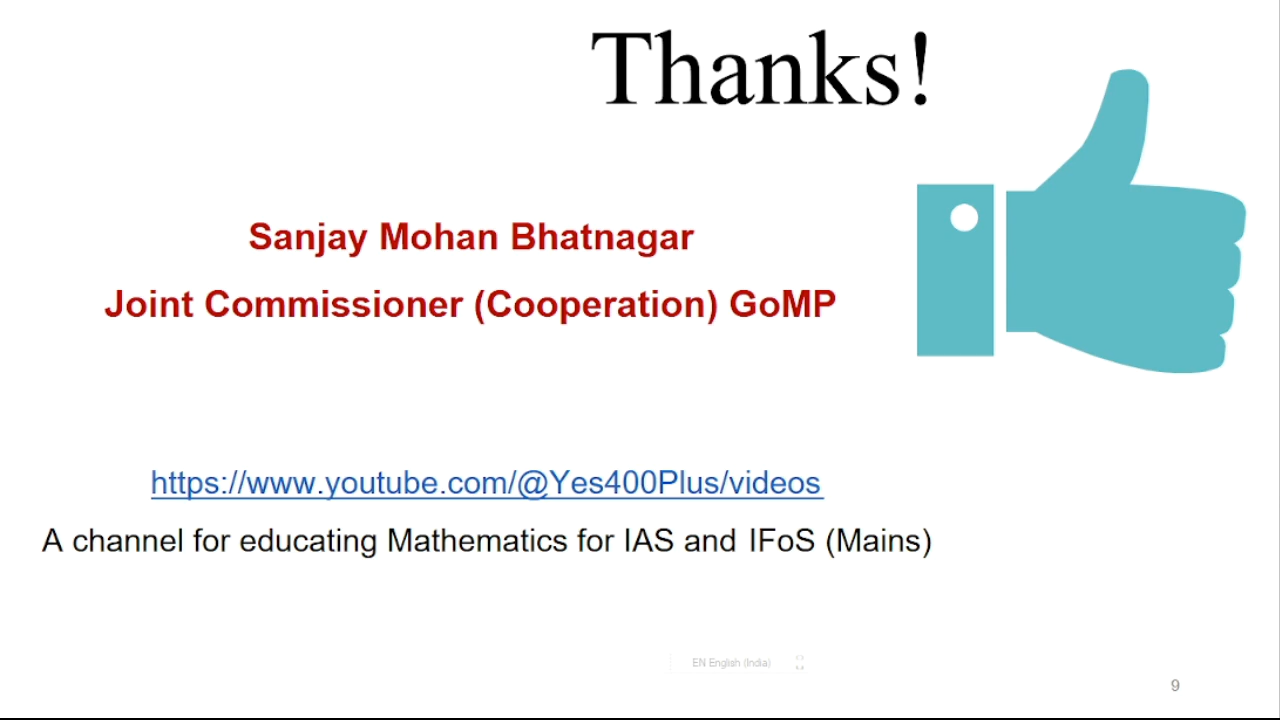 Thanks!
Sanjay Mohan Bhatnagar
Joint Commissioner (Cooperation) GoMP
https://www.youtube.com/@Yes400Plus/videos
A channel for educating Mathematics for IAS and IFoS (Mains)
EN English (India)
9